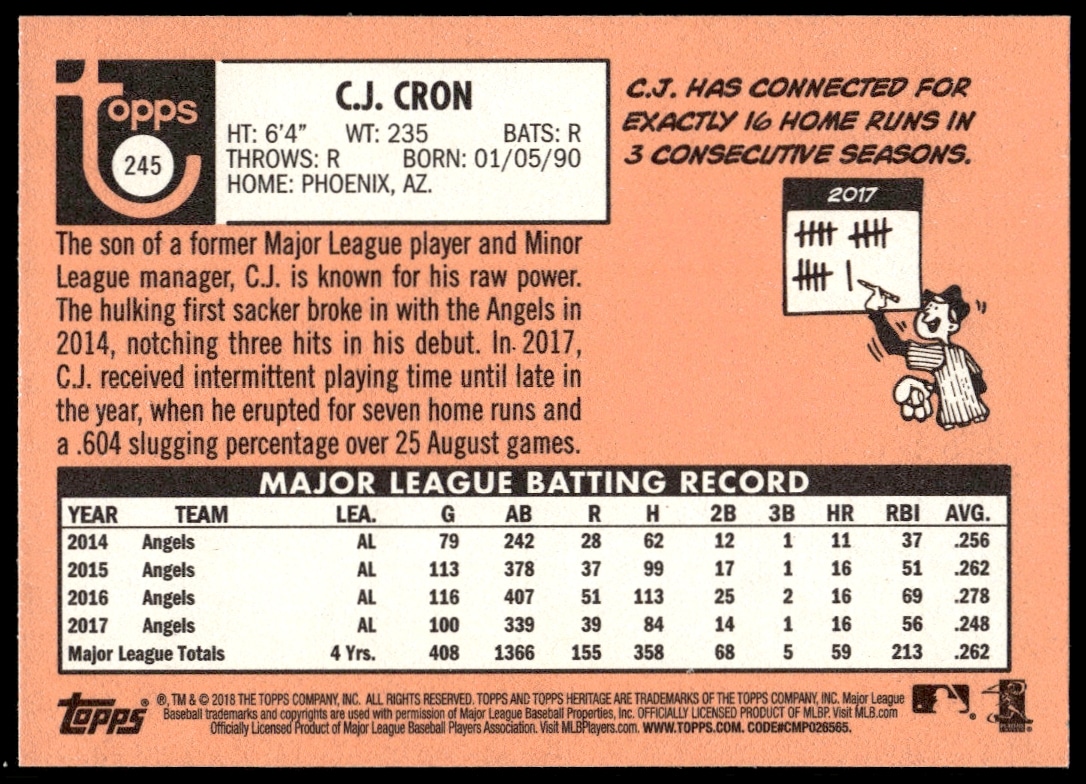 topps
245
C.J. CRON
HT: 6'4" WT: 235 BATS: R
THROWS: R BORN: 01/05/90
HOME: PHOENIX, AZ.
C.J. HAS CONNECTED FOR
EXACTLY 16 HOME RUNS IN
3 CONSECUTIVE SEASONS.
2017
The son of a former Major League player and Minor
League manager, C.J. is known for his raw power.
The hulking first sacker broke in with the Angels in
2014, notching three hits in his debut. In 2017,
C.J. received intermittent playing time until late in
the year, when he erupted for seven home runs and
a .604 slugging percentage over 25 August games.
MAJOR LEAGUE BATTING RECORD
YEAR TEAM LEA. G AB R H 2B 3B HR RBI AVG.
2014 Angels AL 79 242 28 62 12 1 11 37 .256
2015 Angels AL 113 378 37 99 17 1 16 51 .262
2016 Angels AL 116 407 51 113 25 2 16 69 .278
2017 Angels AL 100 339 39 84 14 1 16 56 .248
Major League Totals 4 Yrs. 408 1366 155 358 68 5 59 213 .262
TOPPS ®, TM & © 2018 THE TOPPS COMPANY, INC. ALL RIGHTS RESERVED. TOPPS AND TOPPS HERITAGE ARE TRADEMARKS OF THE TOPPS COMPANY, INC. Major League
Baseball trademarks and copyrights are used with permission of Major League Baseball Properties, Inc. OFFICIALLY LICENSED PRODUCT OF MLBP. Visit MLB.com
Officially Licensed Product of Major League Baseball Players Association. Visit MLBPlayers.com. WWW.TOPPS.COM. CODE#CMP026565.